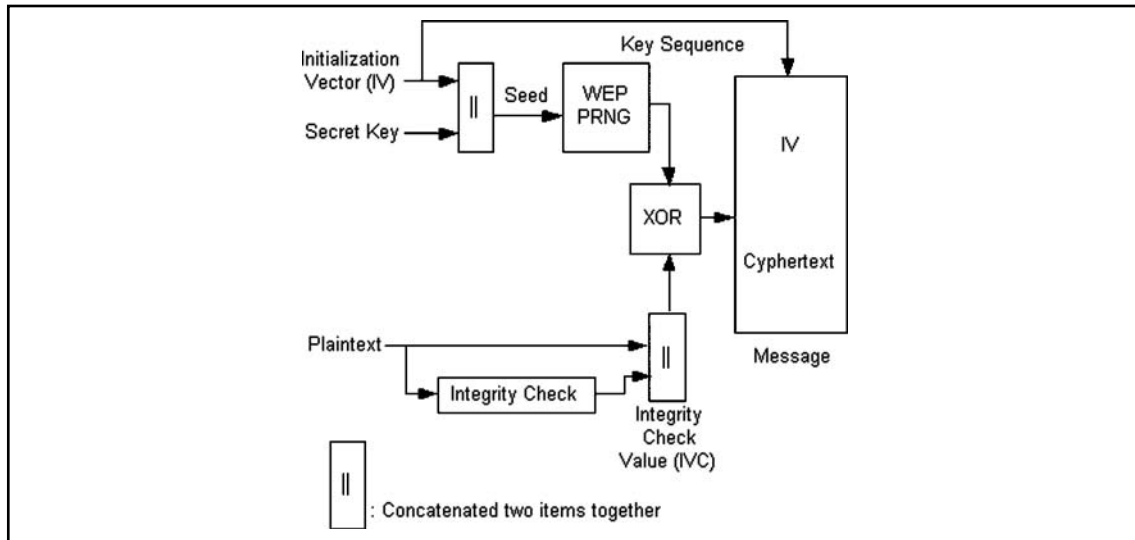 Key Sequence
Initialization
Vector (IV)
||
Seed
WEP
PRNG
Secret Key
IV
XOR
Cyphertext
Plaintext
||
Integrity Check
Message
Integrity
Check
Value (IVC)
||
: Concatenated two items together